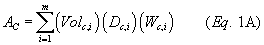 A_C = \sum_{i=1}^{m} (Vol_{c,i})(D_{c,i})(W_{c,i}) (Eq. 1A)